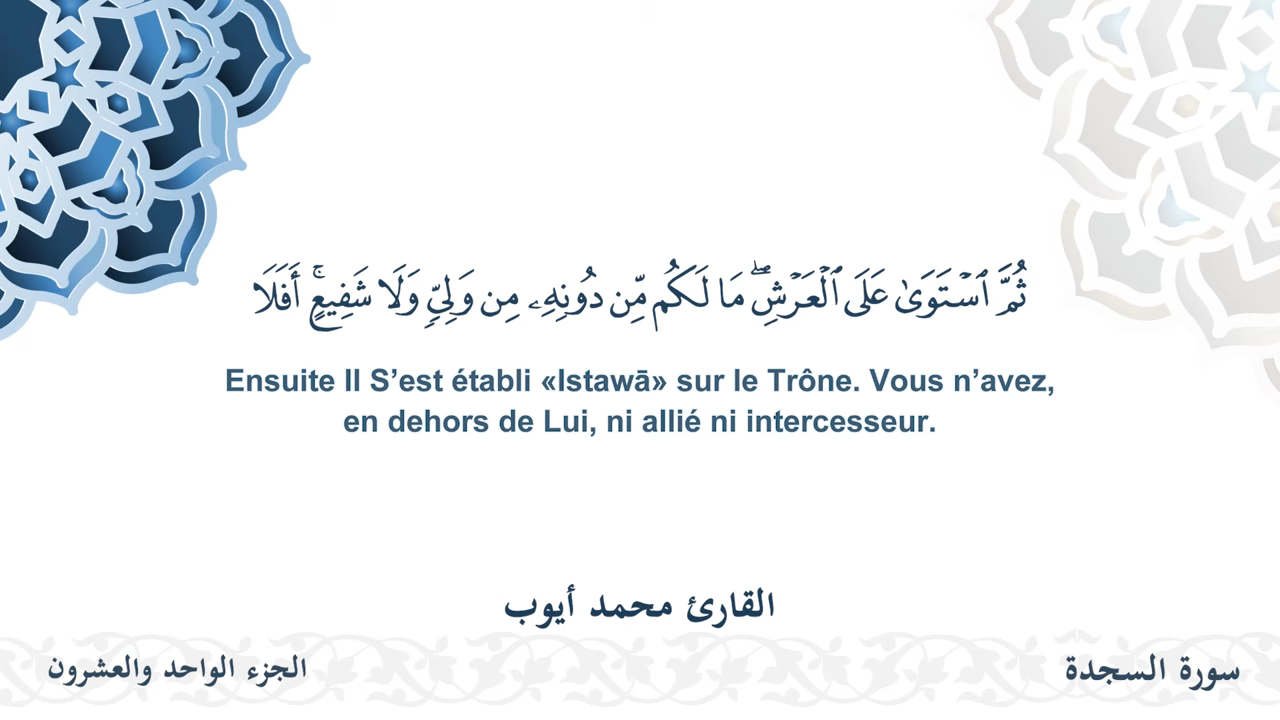 ثُمَّ ٱسۡتَوَىٰ عَلَى ٱلۡعَرۡشِۖ مَا لَكُم مِّن دُونِهِۦ مِن وَلِيّٖ وَلَا شَفِيعٍۚ أَفَلَا
Ensuite Il S’est établi «Istawā» sur le Trône. Vous n’avez,
en dehors de Lui, ni allié ni intercesseur.
القارئ محمد أيوب
سورة السجدة
الجزء الواحد والعشرون